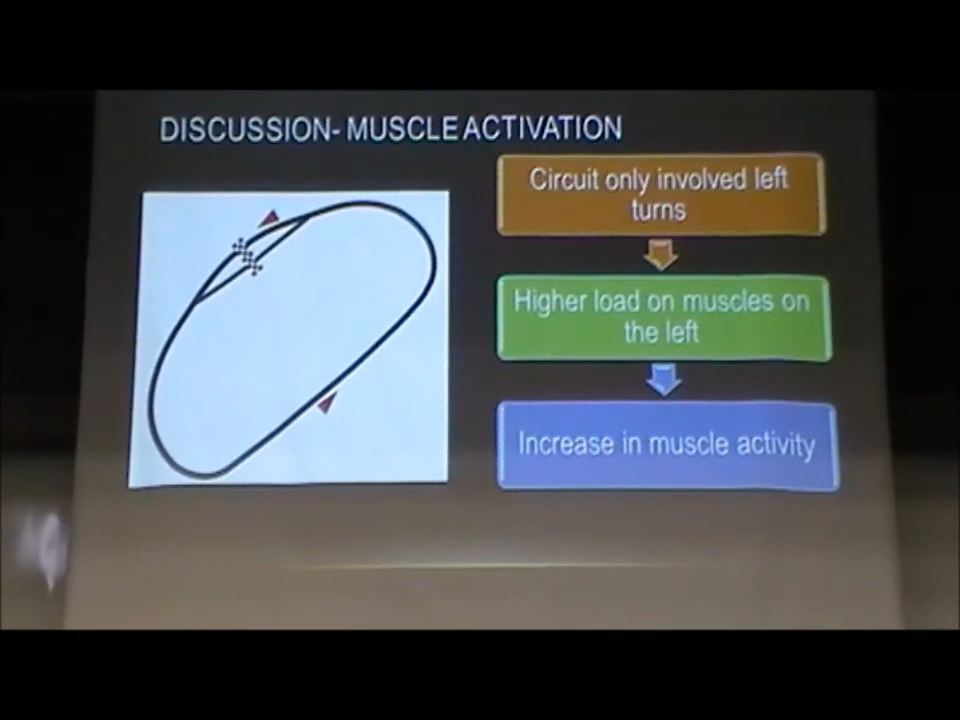 DISCUSSION- MUSCLE ACTIVATION
Circuit only involved left
turns
Higher load on muscles on
the left
Increase in muscle activity